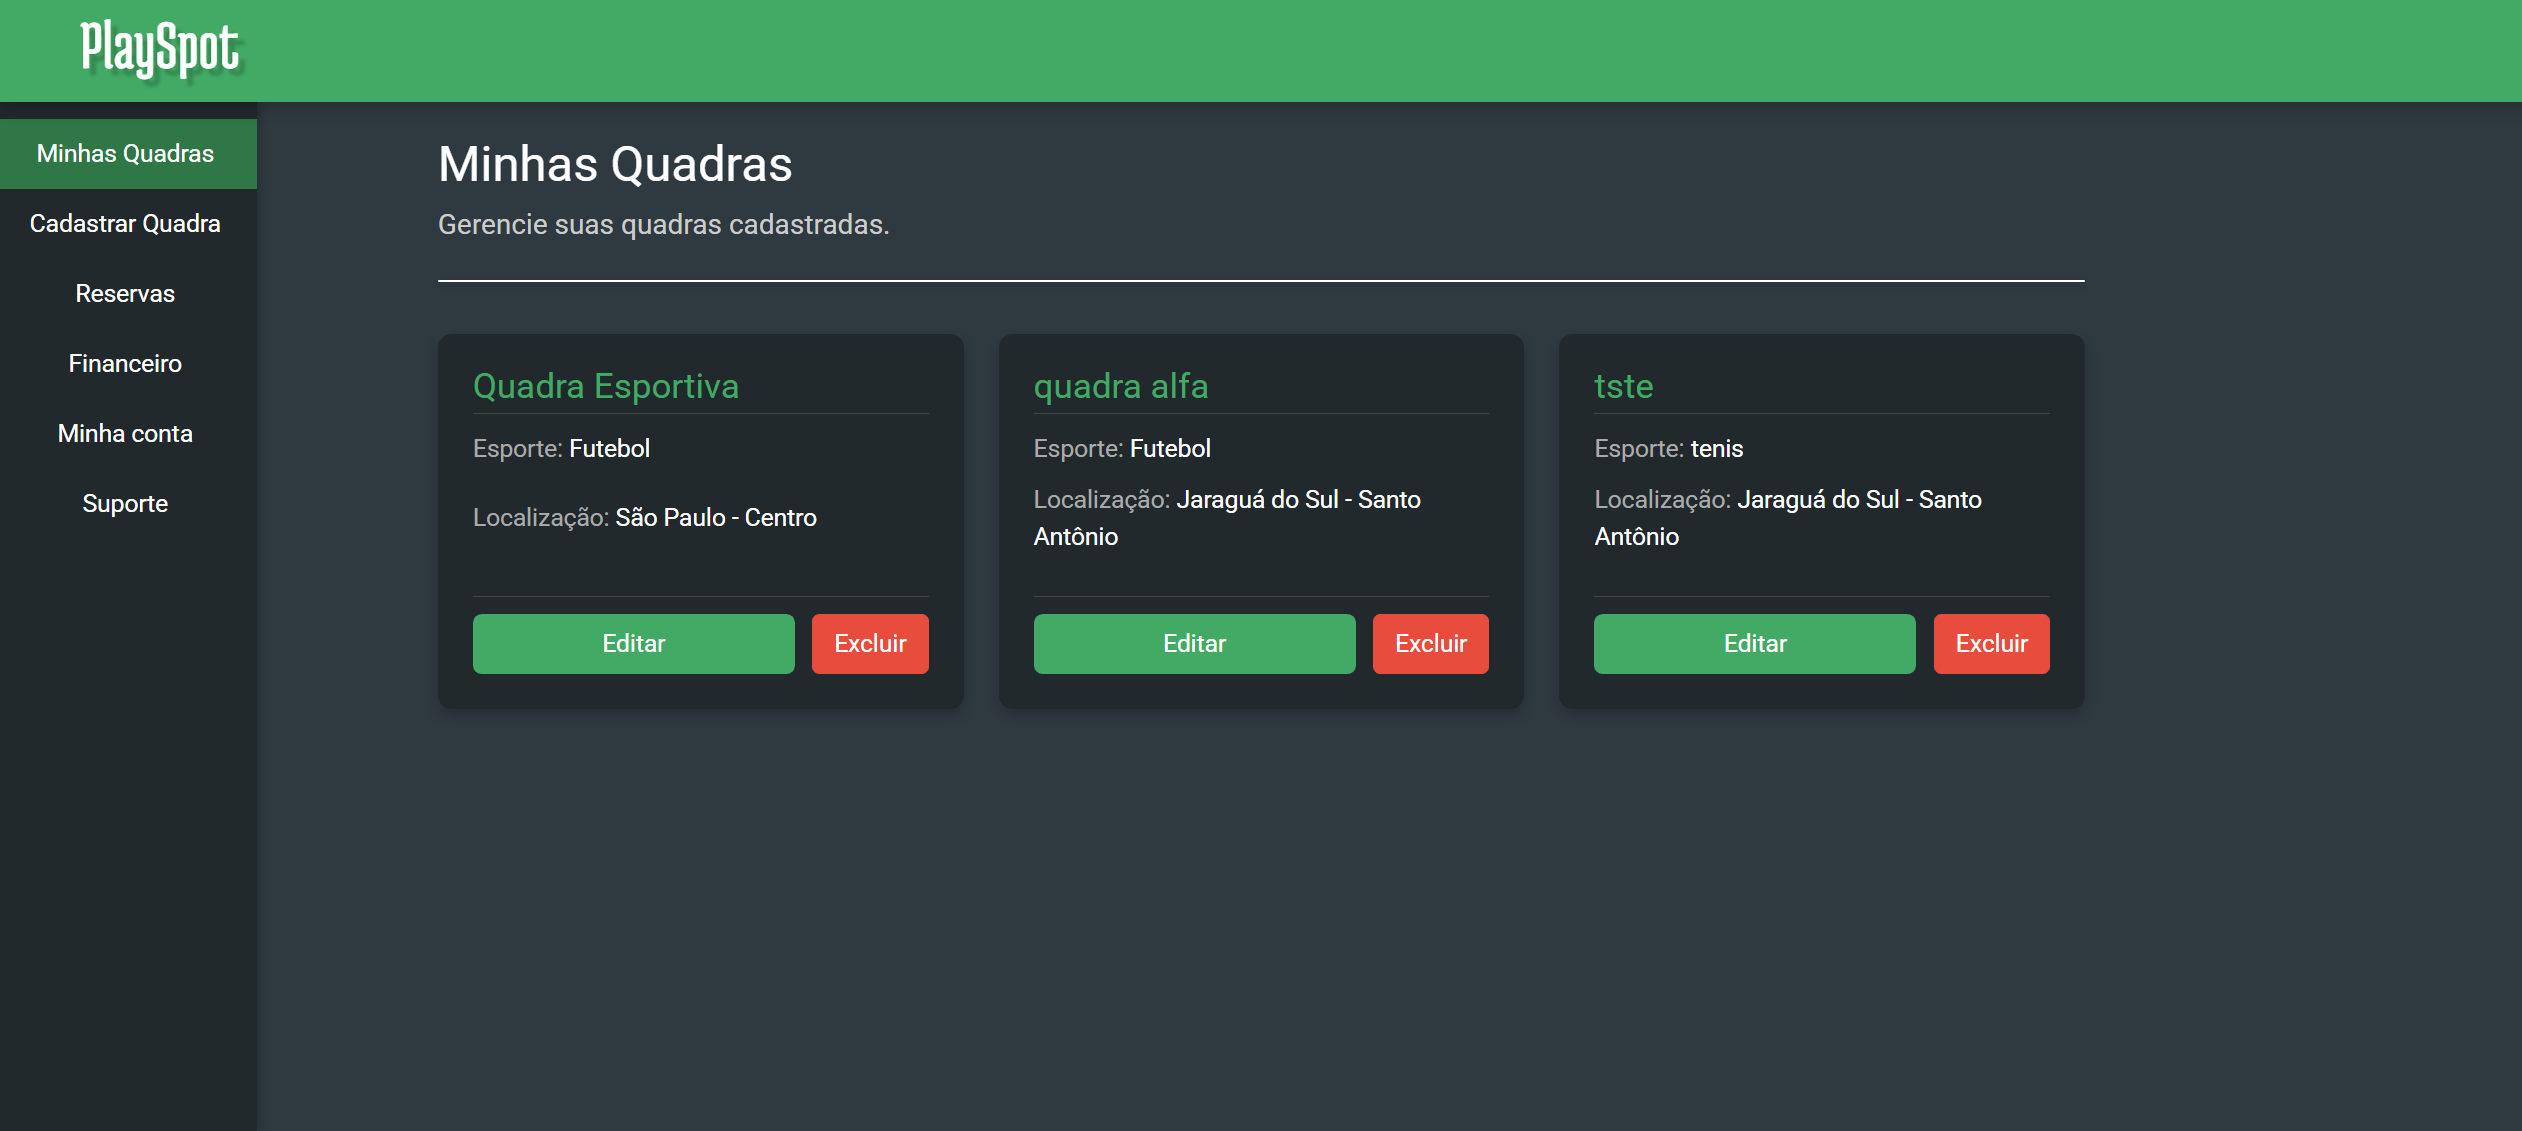 PlaySpot
Minhas Quadras
Cadastrar Quadra
Reservas
Financeiro
Minha conta
Suporte
Minhas Quadras
Gerencie suas quadras cadastradas.
Quadra Esportiva
Esporte: Futebol
Localização: São Paulo - Centro
Editar
Excluir
quadra alfa
Esporte: Futebol
Localização: Jaraguá do Sul - Santo
Antônio
Editar
Excluir
tste
Esporte: tenis
Localização: Jaraguá do Sul - Santo
Antônio
Editar
Excluir